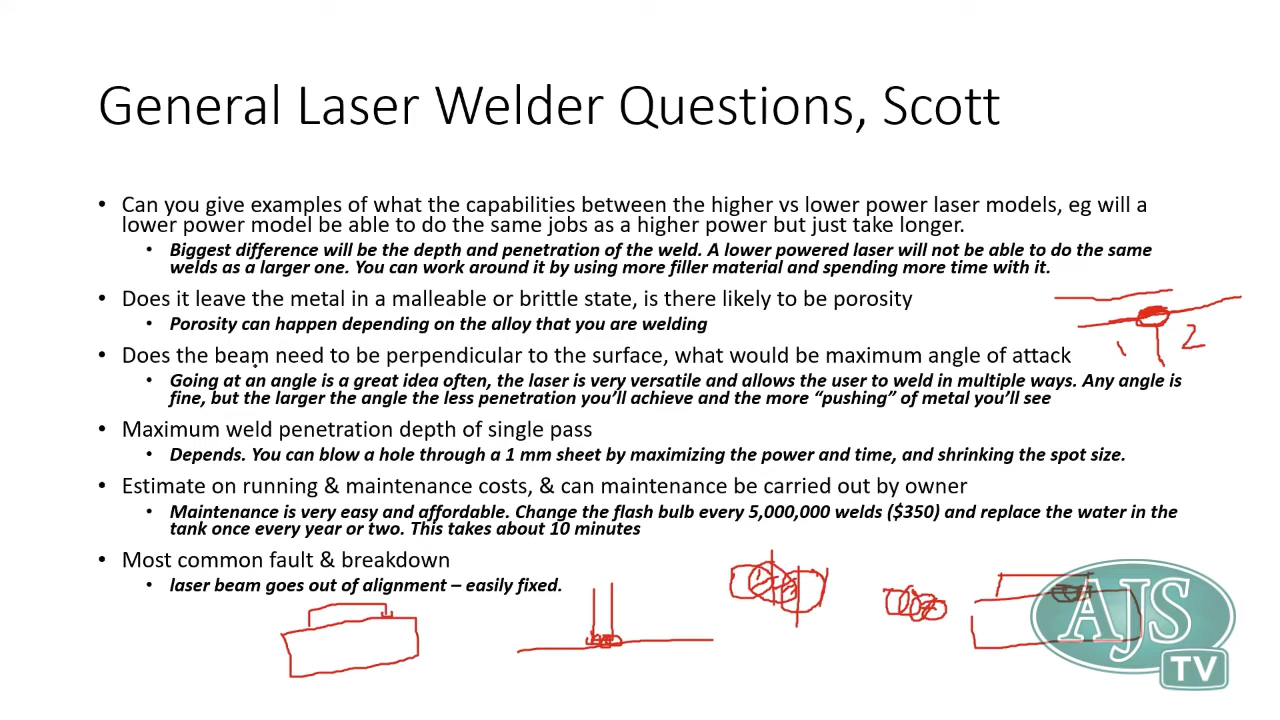 General Laser Welder Questions, Scott
• Can you give examples of what the capabilities between the higher vs lower power laser models, eg will a
lower power model be able to do the same jobs as a higher power but just take longer.
• Biggest difference will be the depth and penetration of the weld. A lower powered laser will not be able to do the same
welds as a larger one. You can work around it by using more filler material and spending more time with it.
• Does it leave the metal in a malleable or brittle state, is there likely to be porosity
• Porosity can happen depending on the alloy that you are welding
• Does the beam need to be perpendicular to the surface, what would be maximum angle of attack
• Going at an angle is a great idea often, the laser is very versatile and allows the user to weld in multiple ways. Any angle is
fine, but the larger the angle the less penetration you’ll achieve and the more “pushing” of metal you’ll see
• Maximum weld penetration depth of single pass
• Depends. You can blow a hole through a 1 mm sheet by maximizing the power and time, and shrinking the spot size.
• Estimate on running & maintenance costs, & can maintenance be carried out by owner
• Maintenance is very easy and affordable. Change the flash bulb every 5,000,000 welds ($350) and replace the water in the
tank once every year or two. This takes about 10 minutes
• Most common fault & breakdown
• laser beam goes out of alignment – easily fixed.
1 2
AJS
TV